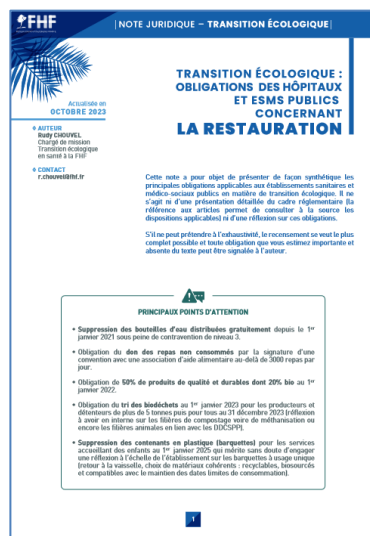 FHF
| NOTE JURIDIQUE – TRANSITION ÉCOLOGIQUE |
Actualisée en
OCTOBRE 2023
AUTEUR
Rudy CHOUVEL
Chargé de mission
Transition écologique
en santé à la FHF
CONTACT
r.chouvel@fhf.fr
TRANSITION ÉCOLOGIQUE :
OBLIGATIONS DES HÔPITAUX
ET ESMS PUBLICS
CONCERNANT
LA RESTAURATION
Cette note a pour objet de présenter de façon synthétique les
principales obligations applicables aux établissements sanitaires et
médico-sociaux publics en matière de transition écologique. Il ne
s'agit ni d'une présentation détaillée du cadre réglementaire (la
référence aux articles permet de consulter à la source les
dispositions applicables) ni d'une réflexion sur ces obligations.
S'il ne peut prétendre à l'exhaustivité, le recensement se veut le plus
complet possible et toute obligation que vous estimez importante et
absente du texte peut être signalée à l'auteur.
PRINCIPAUX POINTS D'ATTENTION
• Suppression des bouteilles d'eau distribuées gratuitement depuis le 1er
janvier 2021 sous peine de contravention de niveau 3.
• Obligation du don des repas non consommés par la signature d'une
convention avec une association d'aide alimentaire au-delà de 3000 repas par
jour.
• Obligation de 50% de produits de qualité et durables dont 20% bio au 1er
janvier 2022.
• Obligation du tri des biodéchets au 1er janvier 2023 pour les producteurs et
détenteurs de plus de 5 tonnes puis pour tous au 31 décembre 2023 (réflexion
à avoir en interne sur les filières de compostage voire de méthanisation ou
encore les filières animales en lien avec les DDCSPP).
• Suppression des contenants en plastique (barquettes) pour les services
accueillant des enfants au 1er janvier 2025 qui mérite sans doute d'engager
une réflexion à l'échelle de l'établissement sur les barquettes à usage unique
(retour à la vaisselle, choix de matériaux cohérents : recyclables, biosourcés
et compatibles avec le maintien des dates limites de consommation).
1